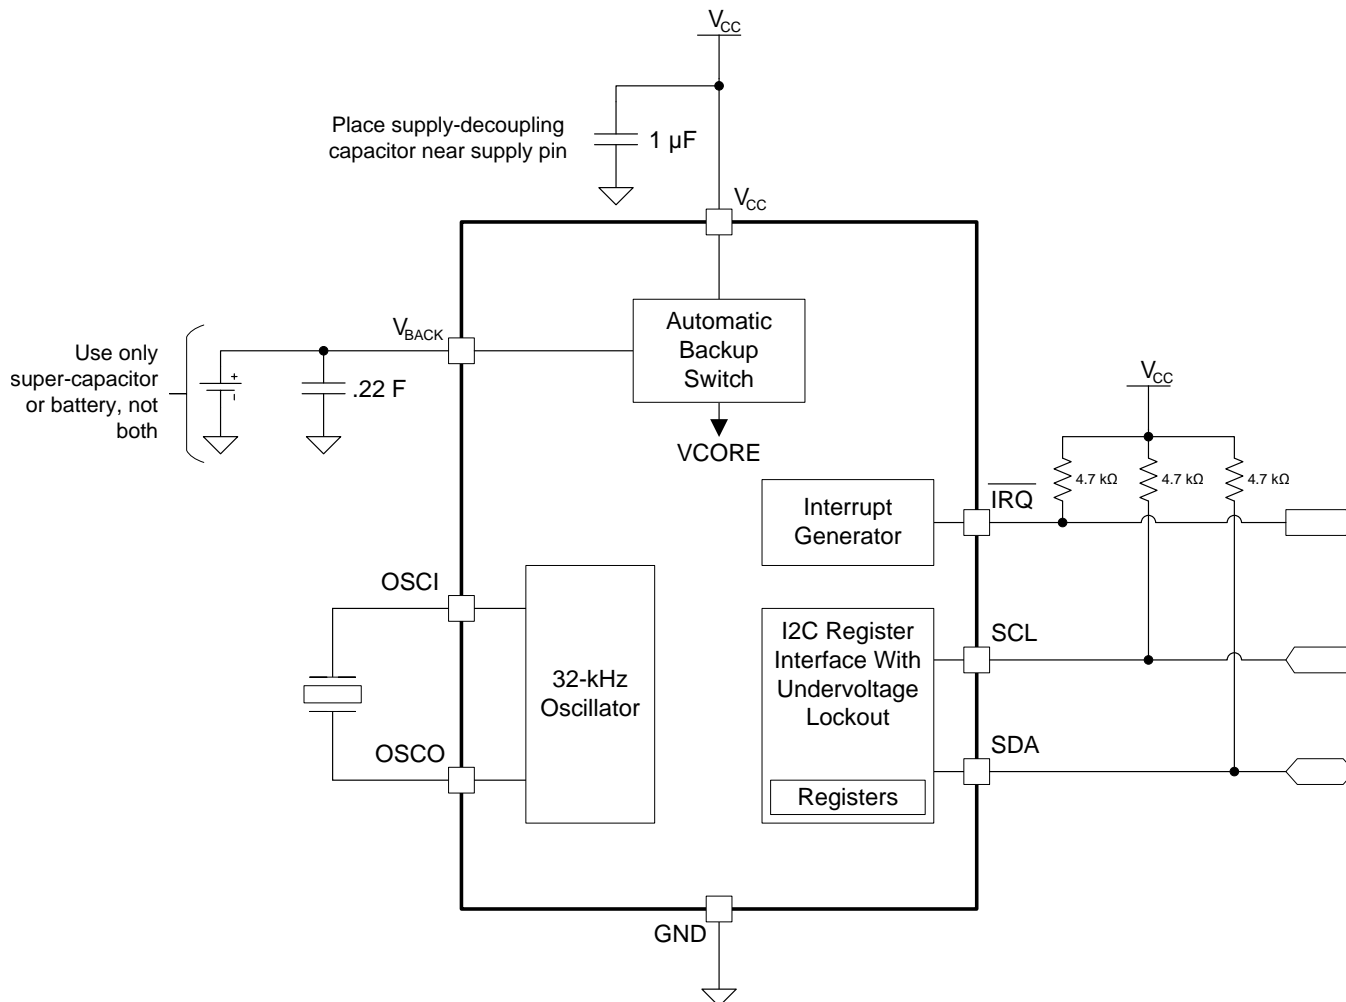 VCC
Place supply-decoupling
capacitor near supply pin
1 µF
VCC
VBACK
Automatic
Backup
Switch
Use only
super-capacitor
or battery, not
both
+
−
.22 F
VCORE
VCC
4.7 kΩ
4.7 kΩ
4.7 kΩ
Interrupt
Generator
IRQ
OSCI
32-kHz
Oscillator
OSCO
I2C Register
Interface With
Undervoltage
Lockout
Registers
SCL
SDA
GND